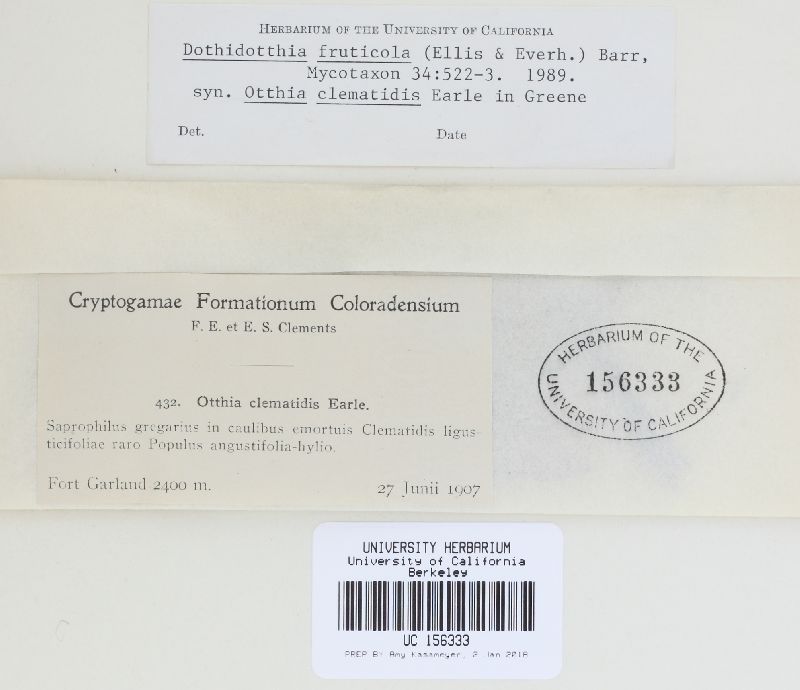 HERBARIUM OF THE UNIVERSITY OF CALIFORNIA
Dothidotthia fruticola (Ellis & Everh.) Barr,
Mycotaxon 34:522-3. 1989.
syn. Otthia clematidis Earle in Greene
Det. Date
Cryptogamae Formationum Coloradensium
F. E. et E. S. Clements
432. Otthia clematidis Earle.
Saprophilus gregarius in caulibus emortuis Clematidis ligus-
ticifoliae raro Populus angustifolia-hylio.
Fort Garland 2400 m. 27 Junii 1907
HERBARIUM OF THE
156333
UNIVERSITY OF CALIFORNIA
UNIVERSITY HERBARIUM
University of California
Berkeley
UC 156333
PREP BY Amy Kasameyer, 2 Jan 2018